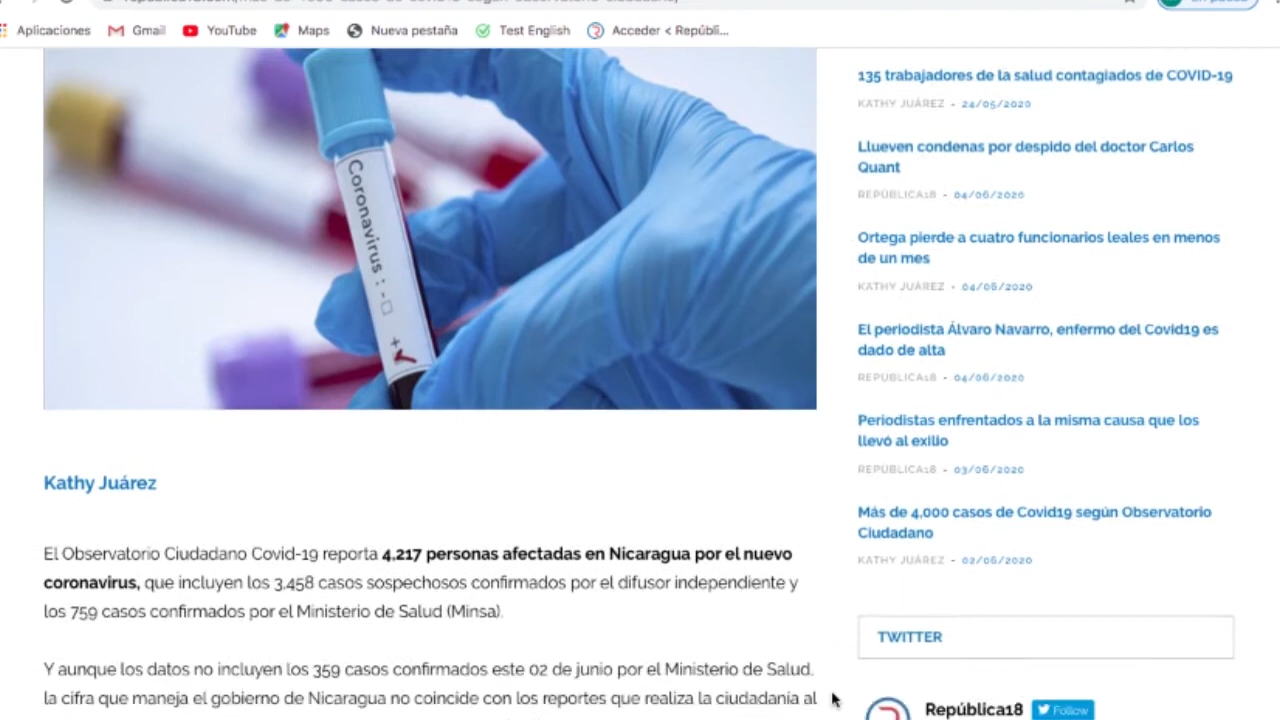 Aplicaciones Gmail YouTube Maps Nueva pestaña Test English Acceder < Repúbli...
Coronavirus : -
+
Kathy Juárez
El Observatorio Ciudadano Covid-19 reporta 4,217 personas afectadas en Nicaragua por el nuevo
coronavirus, que incluyen los 3,458 casos sospechosos confirmados por el difusor independiente y
los 759 casos confirmados por el Ministerio de Salud (Minsa).
Y aunque los datos no incluyen los 359 casos confirmados este 02 de junio por el Ministerio de Salud,
la cifra que maneja el gobierno de Nicaragua no coincide con los reportes que realiza la ciudadanía al
135 trabajadores de la salud contagiados de COVID-19
KATHY JUÁREZ - 24/05/2020
Llueven condenas por despido del doctor Carlos
Quant
REPÚBLICA18 - 04/06/2020
Ortega pierde a cuatro funcionarios leales en menos
de un mes
KATHY JUÁREZ - 04/06/2020
El periodista Álvaro Navarro, enfermo del Covid19 es
dado de alta
REPÚBLICA18 - 04/06/2020
Periodistas enfrentados a la misma causa que los
llevó al exilio
REPÚBLICA18 - 03/06/2020
Más de 4,000 casos de Covid19 según Observatorio
Ciudadano
KATHY JUÁREZ - 02/06/2020
TWITTER
República18 Follow